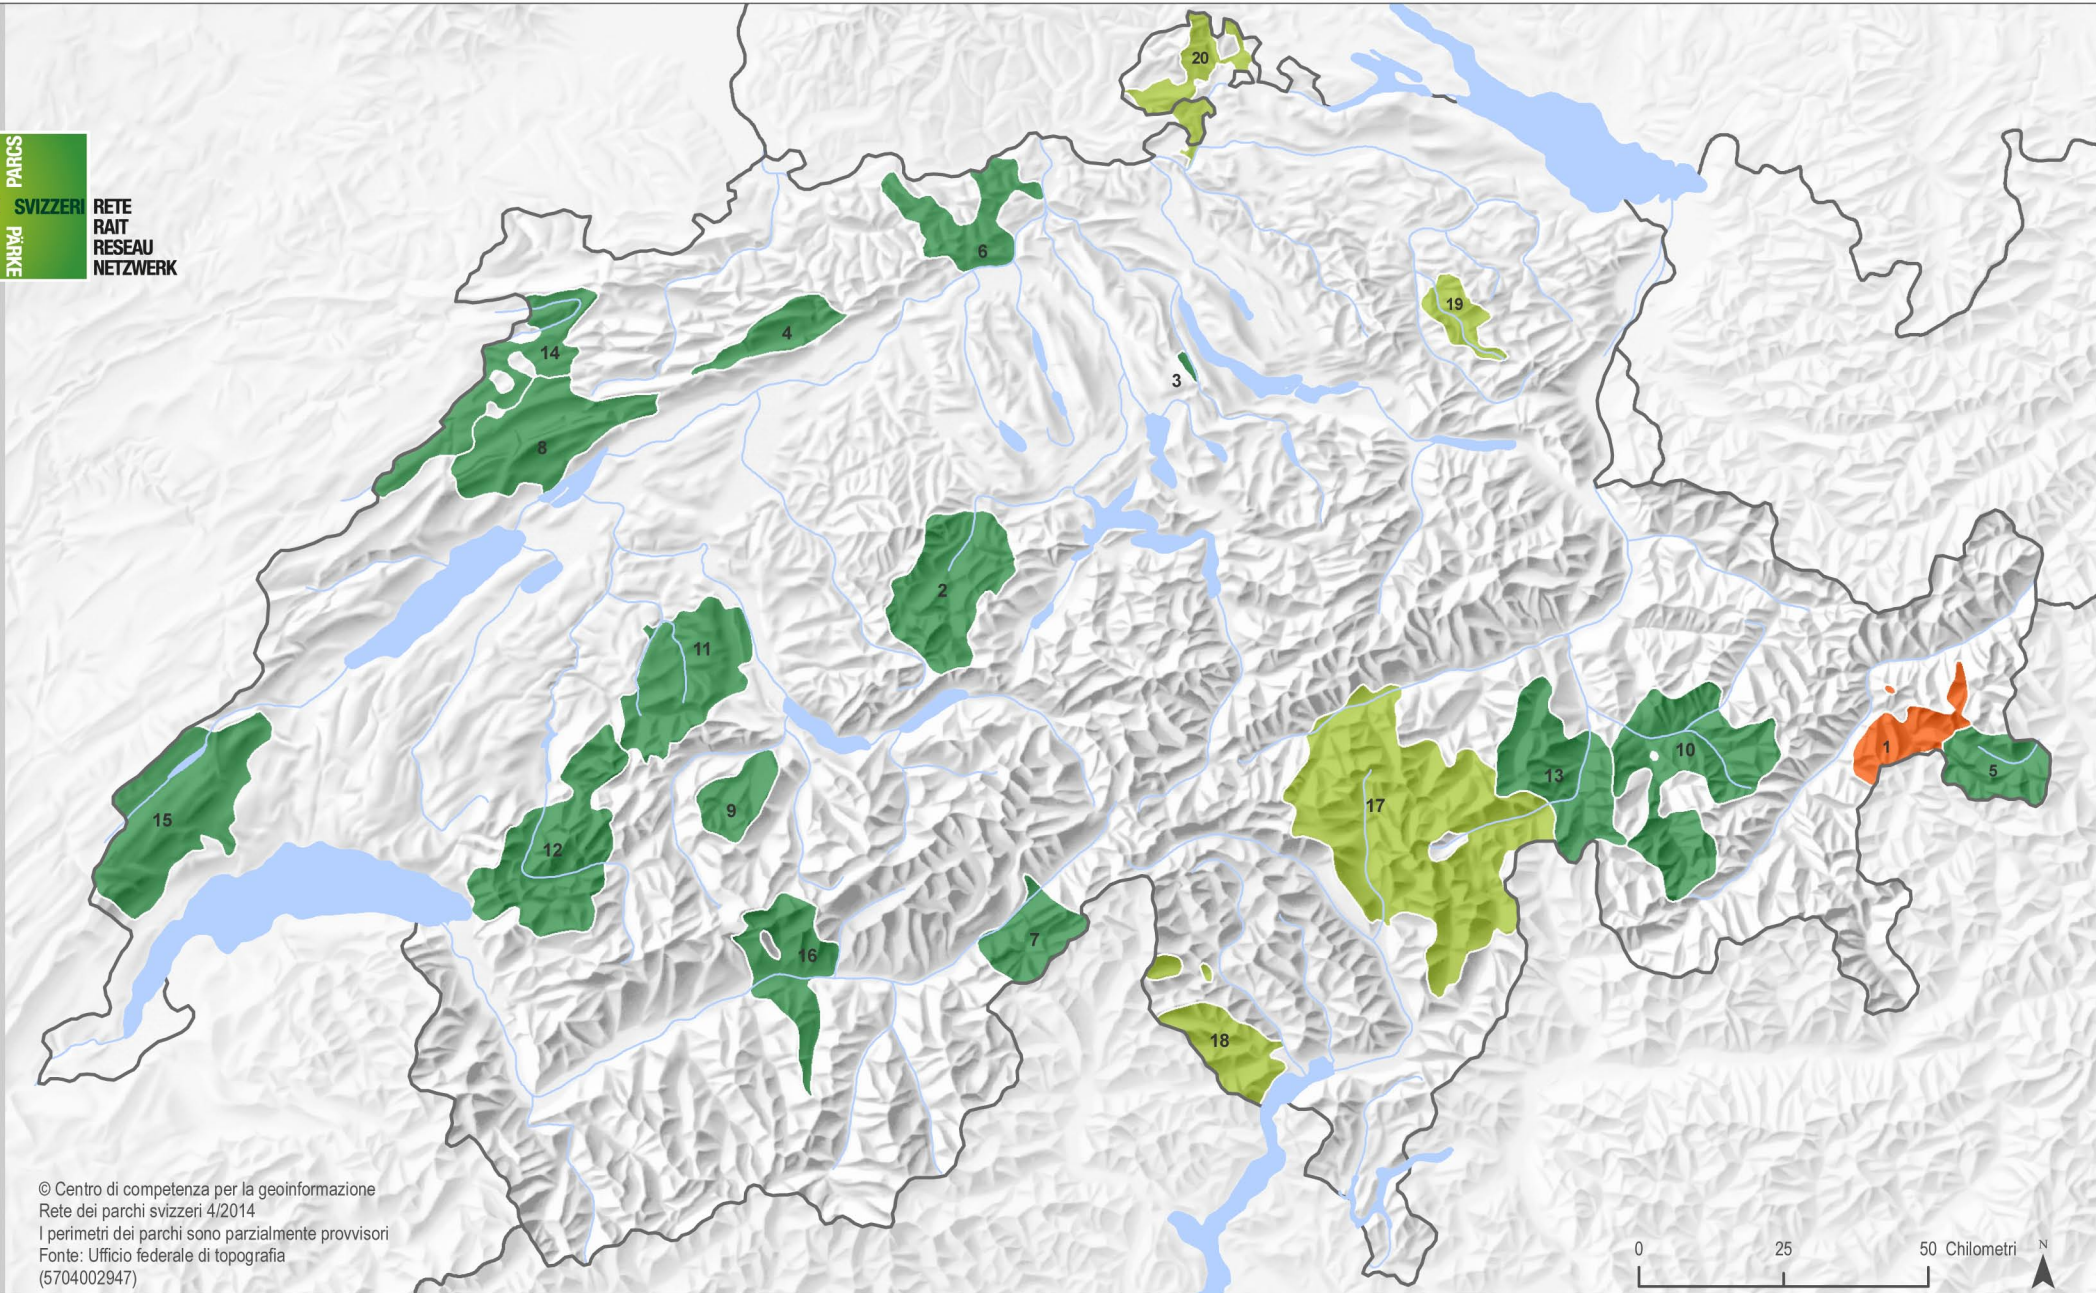 PARCS
SVIZZERI
PÄRKE
RETE
RAIT
RESEAU
NETZWERK
20
6
19
4
14
3
8
2
11
1
10
5
13
17
15
9
12
16
7
18
© Centro di competenza per la geoinformazione
Rete dei parchi svizzeri 4/2014
I perimetri dei parchi sono parzialmente provvisori
Fonte: Ufficio federale di topografia
(5704002947)
0 25 50 Chilometri N